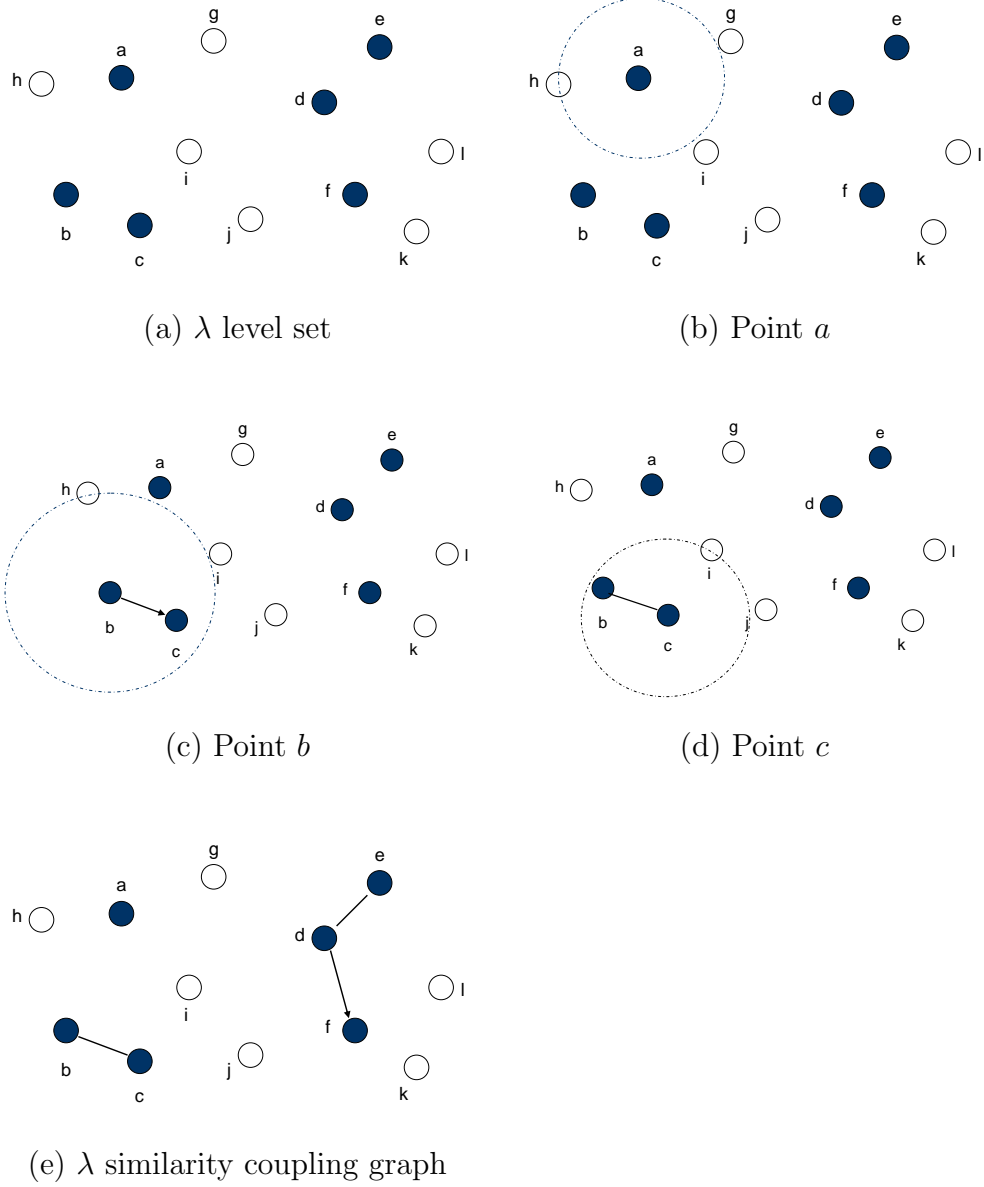 g
e
a
h
d
l
i
f
b
j
c
k
(a) λ level set
g
e
a
h
d
l
i
f
b
j
c
k
(b) Point a
g
e
a
h
d
l
i
f
b
j
c
k
(c) Point b
g
e
a
h
d
l
i
f
b
j
c
k
(d) Point c
g
e
a
h
d
l
i
f
b
j
c
k
(e) λ similarity coupling graph